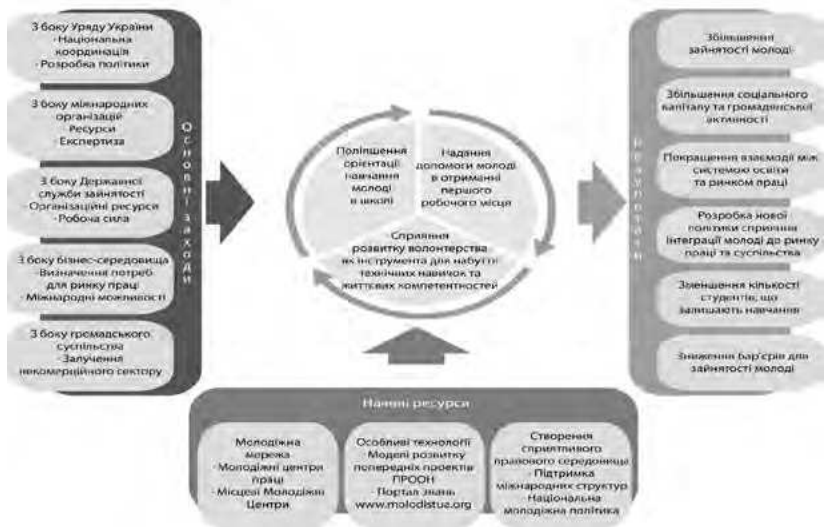 З боку Уряду України
- Національна
координація
- Розробка політики
З боку міжнародних
організацій
- Ресурси
- Експертиза
З боку Державної
служби зайнятості
- Організаційні ресурси
- Робоча сила
З боку бізнес-середовища
- Визначення потреб
для ринку праці
- Міжнародні можливості
З боку громадського
суспільства
- Залучення
некомерційного сектору
Основні заходи
Поліпшення
орієнтації
навчання
молоді
в школі
Надання
допомоги молоді
в отриманні
першого
робочого місця
Сприяння
розвитку волонтерства
як інструмента для набуття
технічних навичок та
життєвих компетентностей
Результати
Збільшення
зайнятості молоді
Збільшення соціального
капіталу та громадянської
активності
Покращення взаємодії між
системою освіти
та ринком праці
Розробка нової
політики сприяння
інтеграції молоді до ринку
праці та суспільства
Зменшення кількості
студентів, що
залишають навчання
Зниження бар'єрів для
зайнятості молоді
Наявні ресурси
Молодіжна
мережа
- Молодіжні центри
праці
- Місцеві Молодіжні
Центри
Особливі технології
- Моделі розвитку
попередніх проектів
ПРООН
- Портал знань
www.molodistua.org
Створення
сприятливого
правового середовища
- Підтримка
міжнародних структур
- Національна
молодіжна політика